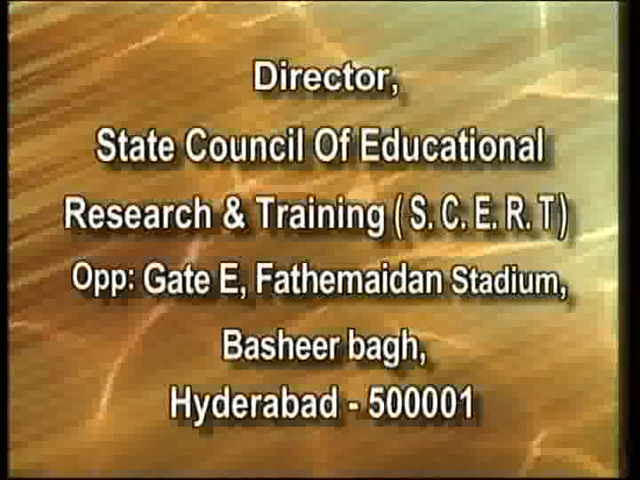 Director,
State Council Of Educational
Research & Training ( S. C. E. R. T )
Opp: Gate E, Fathemaidan Stadium,
Basheer bagh,
Hyderabad - 500001